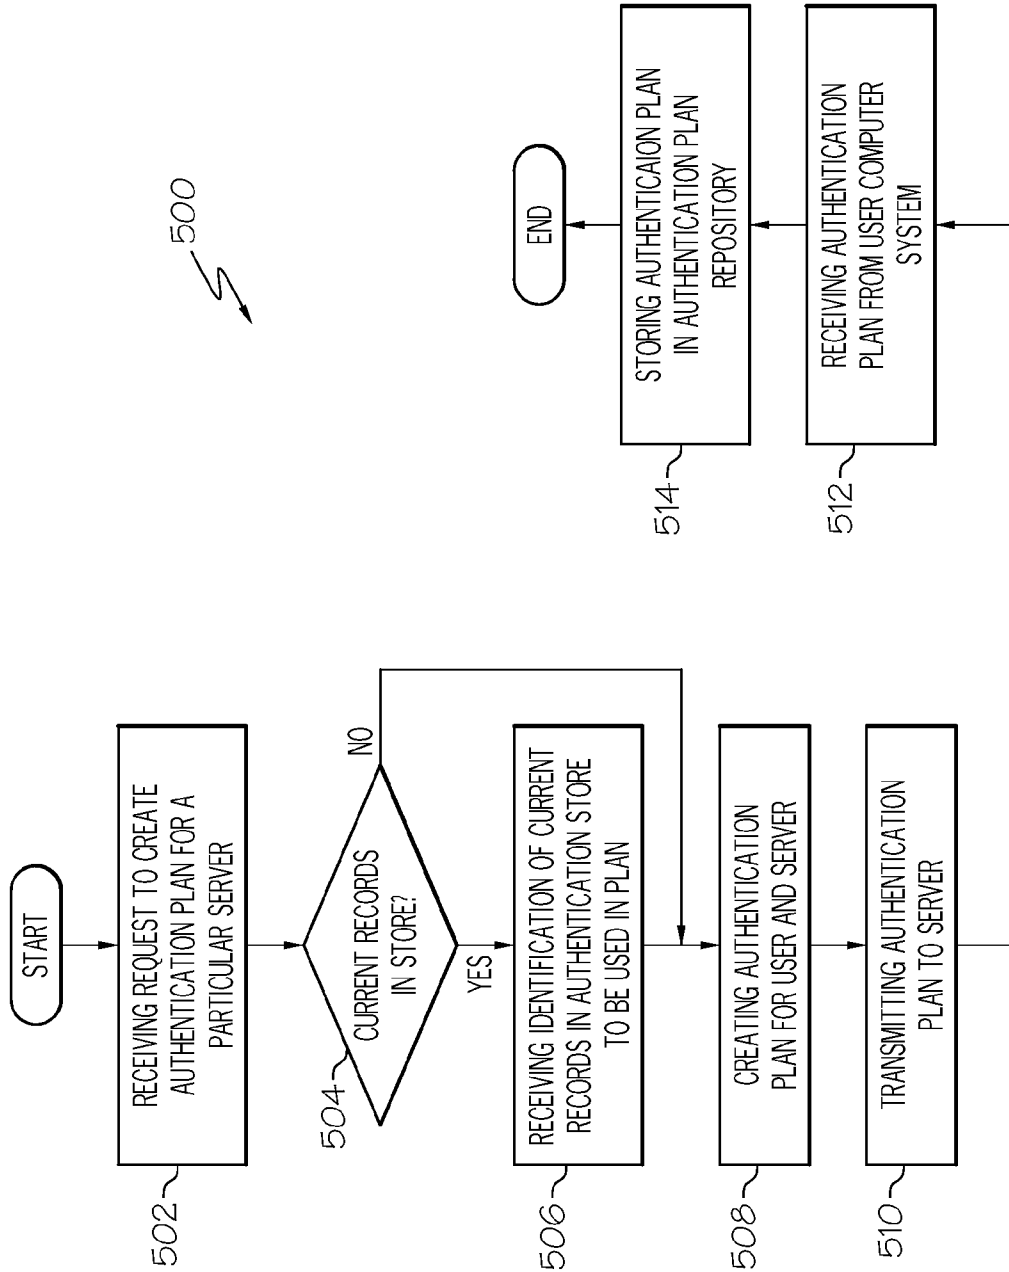 500
START
RECEIVING REQUEST TO CREATE
AUTHENTICATION PLAN FOR A
PARTICULAR SERVER
502
CURRENT RECORDS
IN STORE?
504
NO
YES
RECEIVING IDENTIFICATION OF CURRENT
RECORDS IN AUTHENTICATION STORE
TO BE USED IN PLAN
506
CREATING AUTHENTICATION
PLAN FOR USER AND SERVER
508
TRANSMITTING AUTHENTICATION
PLAN TO SERVER
510
RECEIVING AUTHENTICATION
PLAN FROM USER COMPUTER
SYSTEM
512
STORING AUTHENTICAION PLAN
IN AUTHENTICATION PLAN
REPOSITORY
514
END